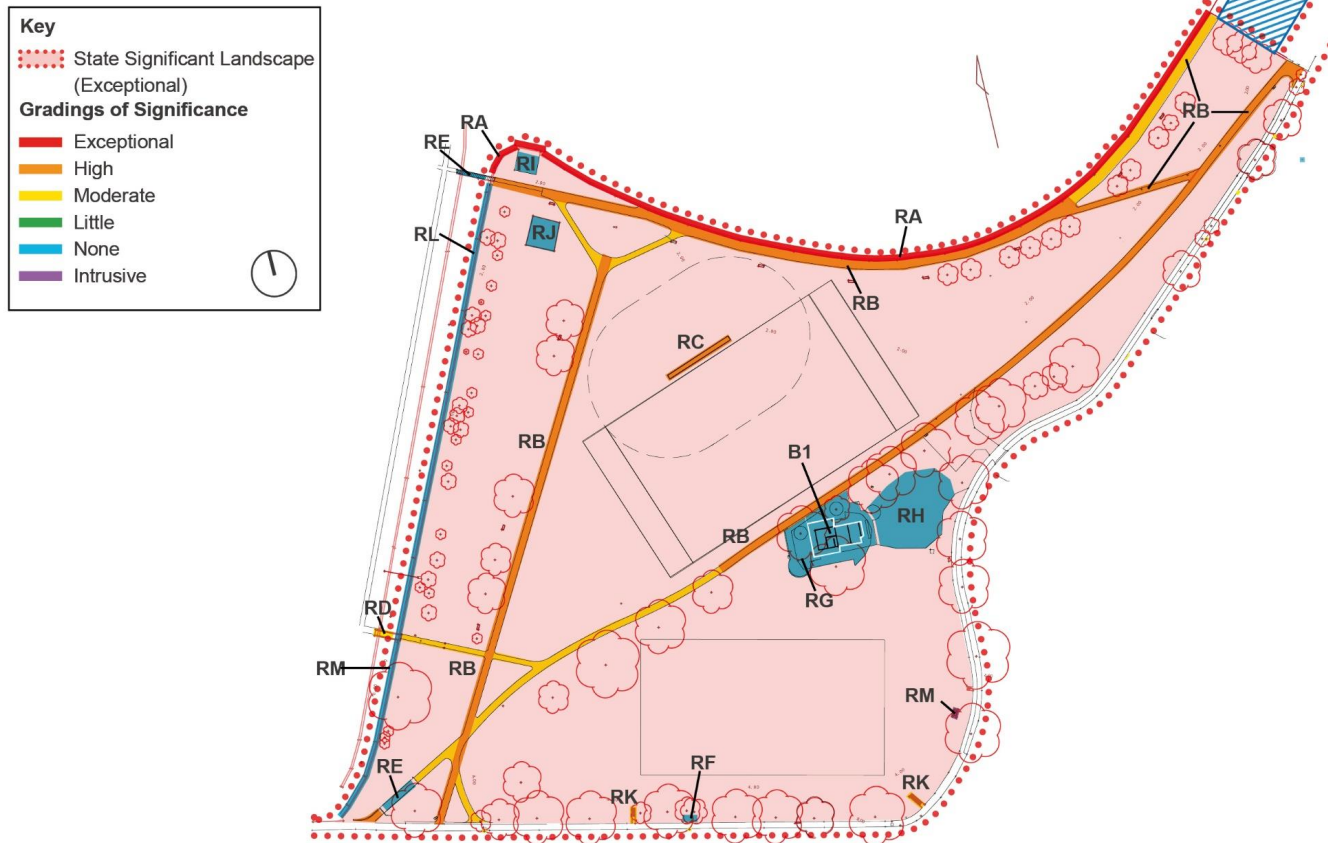 Key
State Significant Landscape
(Exceptional)
Gradings of Significance
Exceptional
High
Moderate
Little
None
Intrusive
RA
RE
RI
RB
RL
RJ
RA
RB
RC
RB
B1
RH
RB
RG
RD
RM
RB
RM
RE
RF
RK
RK